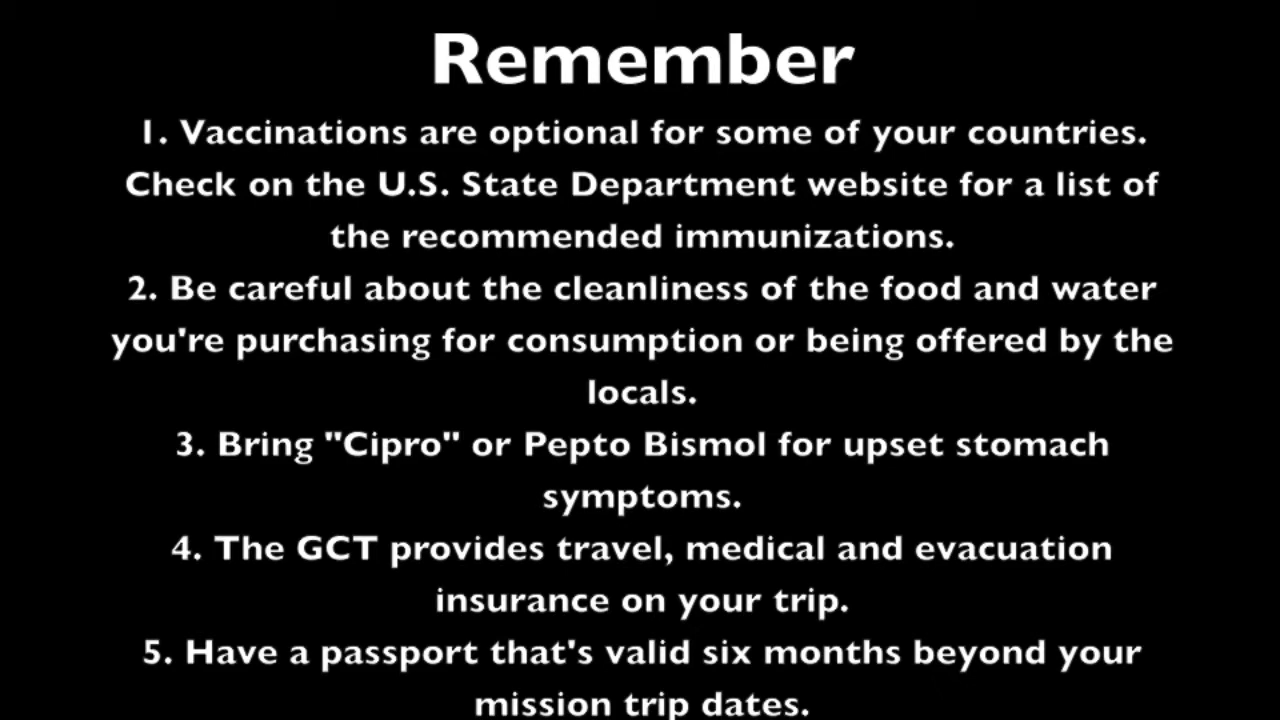 Remember
1. Vaccinations are optional for some of your countries.
Check on the U.S. State Department website for a list of
the recommended immunizations.
2. Be careful about the cleanliness of the food and water
you're purchasing for consumption or being offered by the
locals.
3. Bring "Cipro" or Pepto Bismol for upset stomach
symptoms.
4. The GCT provides travel, medical and evacuation
insurance on your trip.
5. Have a passport that's valid six months beyond your
mission trip dates.